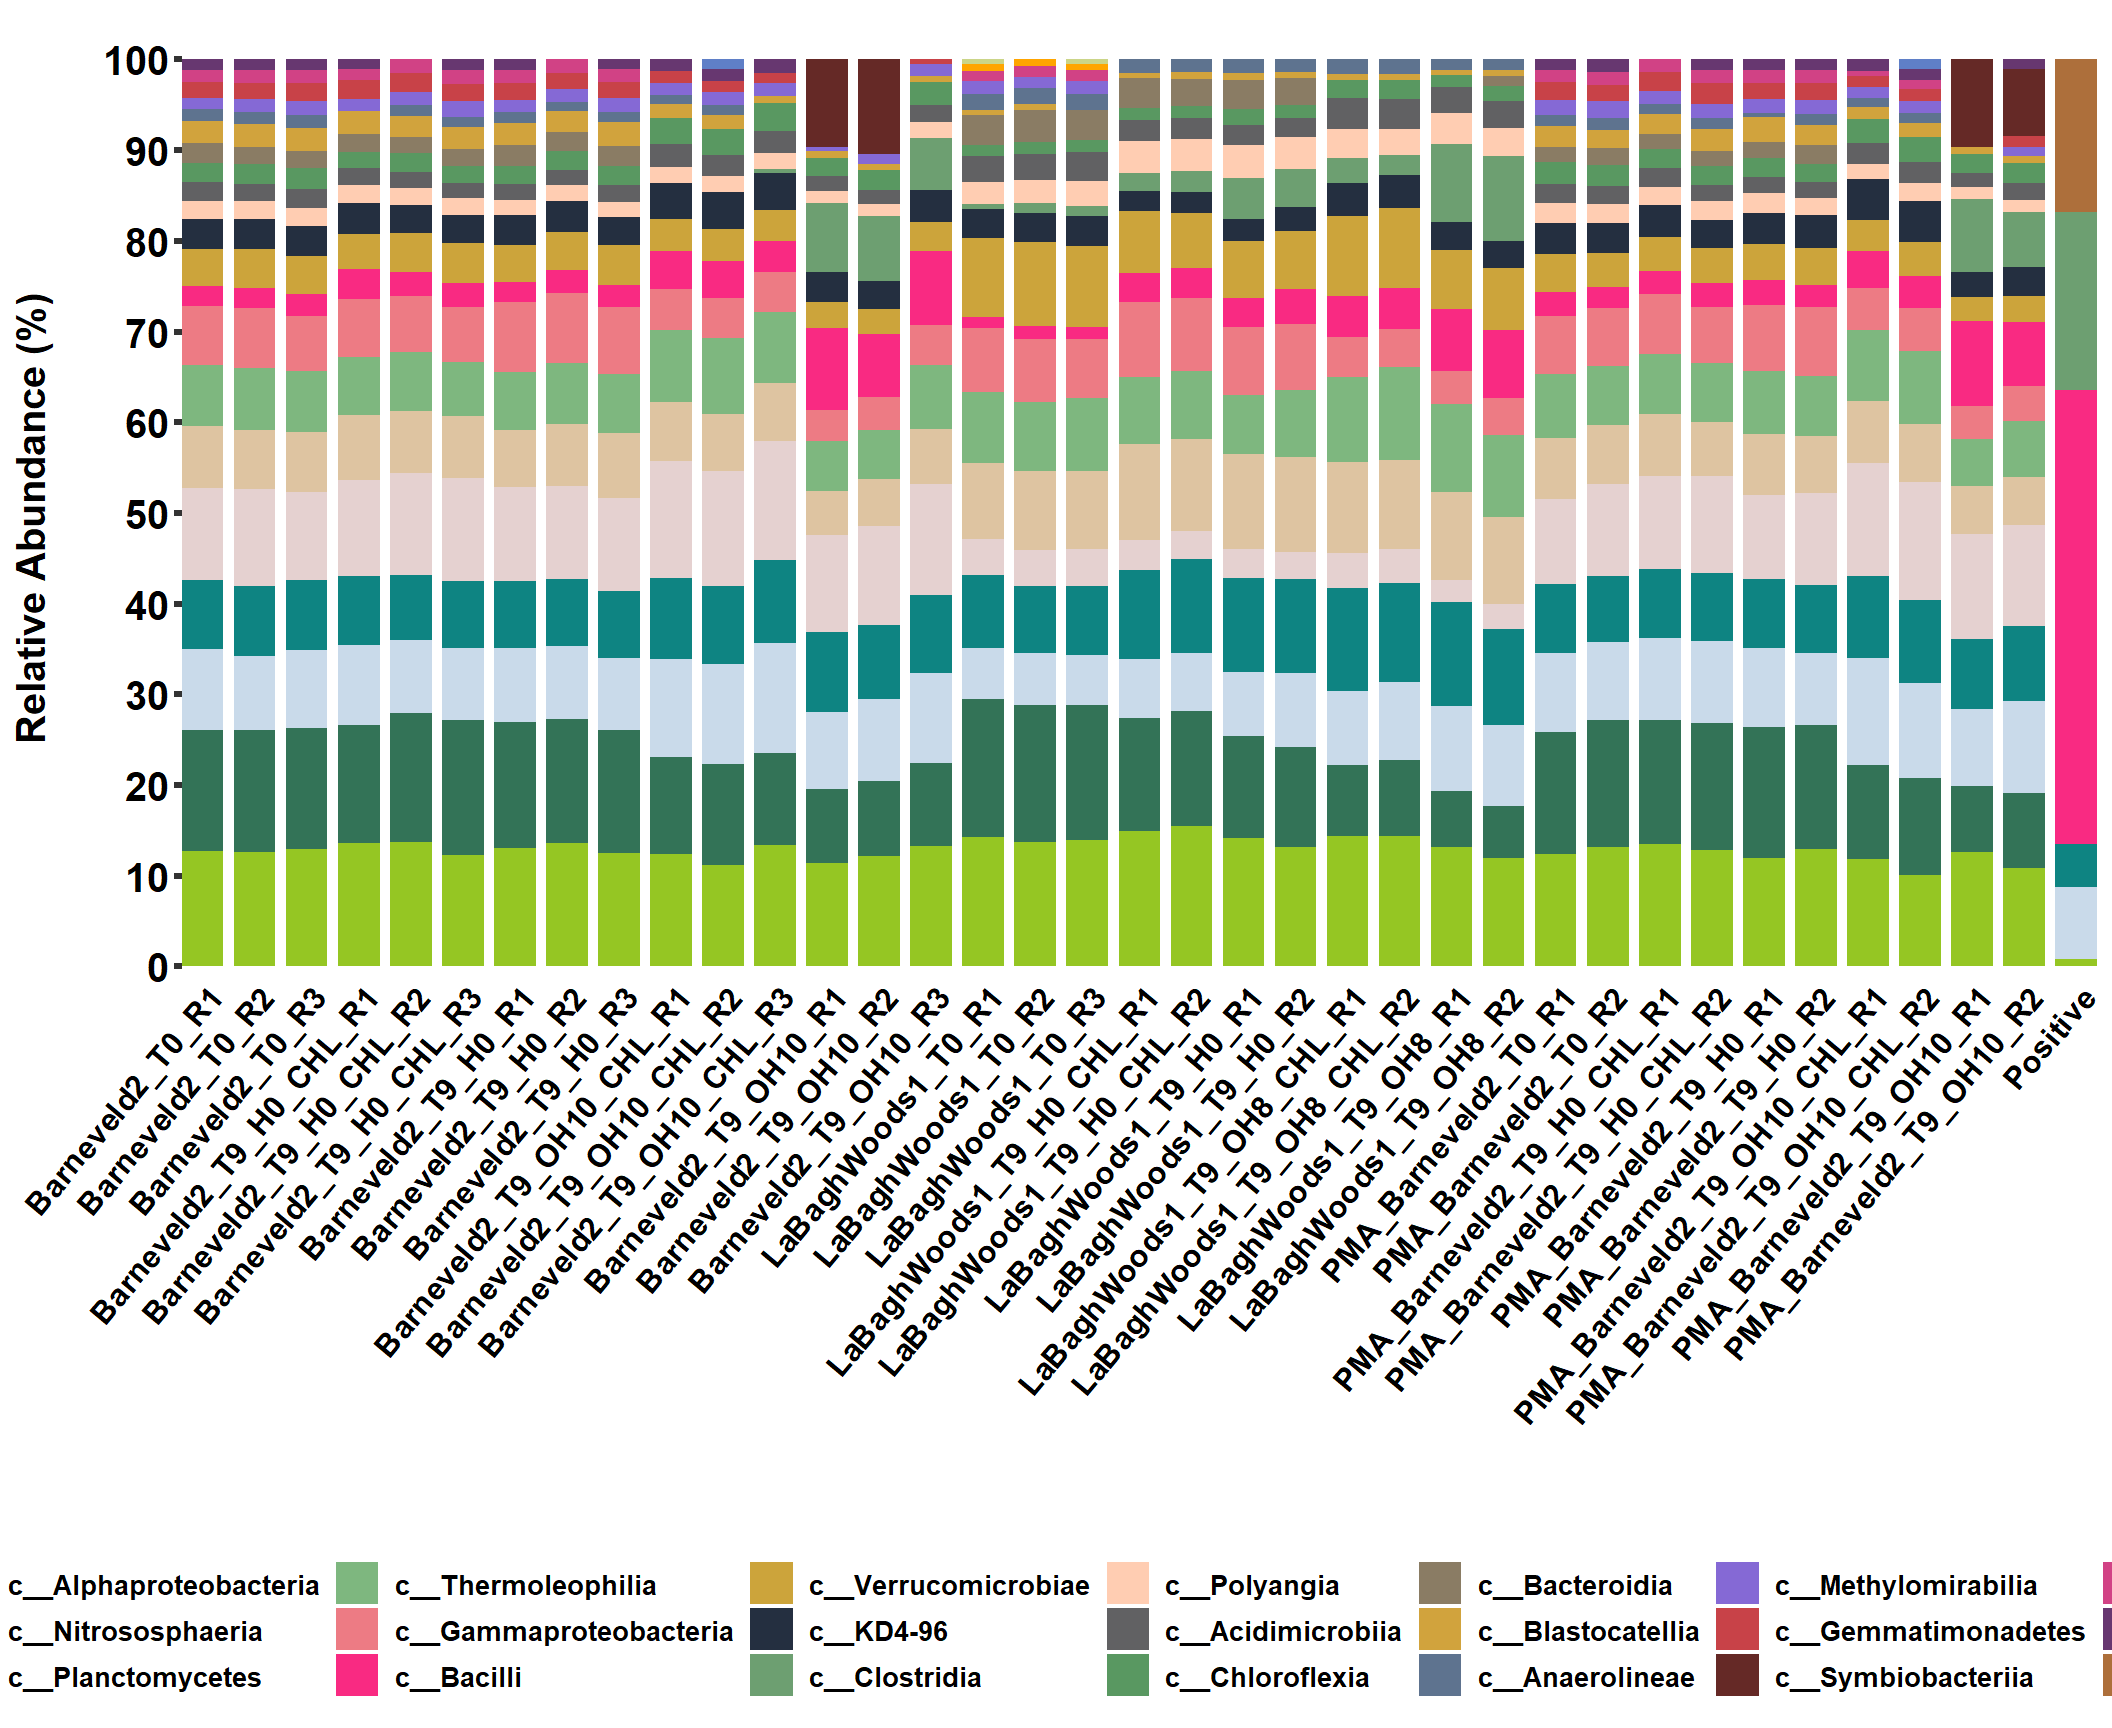 Relative Abundance (%)
100
90
80
70
60
50
40
30
20
10
0
Barneveld2_T0_R1
Barneveld2_T0_R2
Barneveld2_T0_R3
Barneveld2_T9_H0_CHL_R1
Barneveld2_T9_H0_CHL_R2
Barneveld2_T9_H0_CHL_R3
Barneveld2_T9_H0_R1
Barneveld2_T9_H0_R2
Barneveld2_T9_H0_R3
Barneveld2_T9_OH10_CHL_R1
Barneveld2_T9_OH10_CHL_R2
Barneveld2_T9_OH10_CHL_R3
Barneveld2_T9_OH10_R1
Barneveld2_T9_OH10_R2
Barneveld2_T9_OH10_R3
LaBaghWoods1_T0_R1
LaBaghWoods1_T0_R2
LaBaghWoods1_T0_R3
LaBaghWoods1_T9_H0_CHL_R1
LaBaghWoods1_T9_H0_CHL_R2
LaBaghWoods1_T9_H0_R1
LaBaghWoods1_T9_H0_R2
LaBaghWoods1_T9_OH8_CHL_R1
LaBaghWoods1_T9_OH8_CHL_R2
LaBaghWoods1_T9_OH8_R1
LaBaghWoods1_T9_OH8_R2
PMA_Barneveld2_T0_R1
PMA_Barneveld2_T0_R2
PMA_Barneveld2_T9_H0_CHL_R1
PMA_Barneveld2_T9_H0_CHL_R2
PMA_Barneveld2_T9_H0_R1
PMA_Barneveld2_T9_H0_R2
PMA_Barneveld2_T9_OH10_CHL_R1
PMA_Barneveld2_T9_OH10_CHL_R2
PMA_Barneveld2_T9_OH10_R1
PMA_Barneveld2_T9_OH10_R2
Positive
c__Alphaproteobacteria c__Thermoleophilia c__Verrucomicrobiae c__Polyangia c__Bacteroidia c__Methylomirabilia
c__Nitrososphaeria c__Gammaproteobacteria c__KD4-96 c__Acidimicrobiia c__Blastocatellia c__Gemmatimonadetes
c__Planctomycetes c__Bacilli c__Clostridia c__Chloroflexia c__Anaerolineae c__Symbiobacteriia